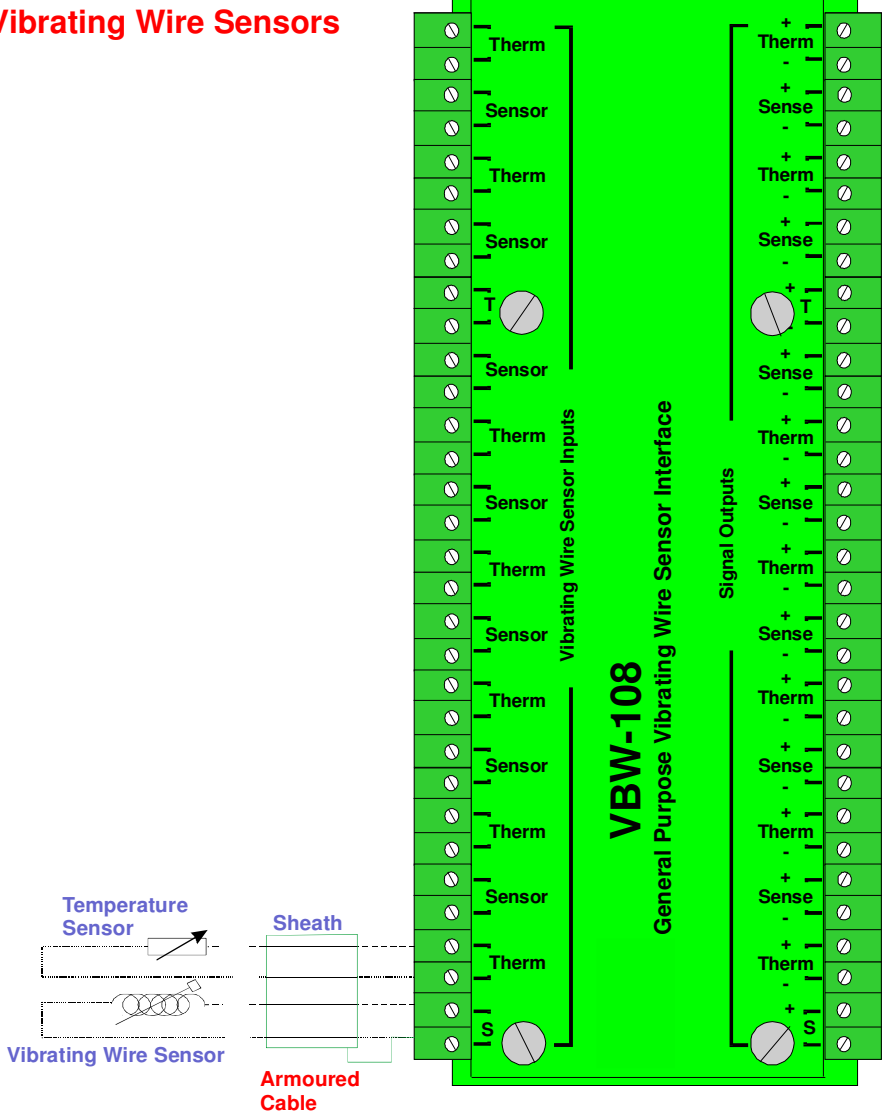 Vibrating Wire Sensors
Therm
Sensor
Therm
Sensor
T
Sensor
Therm
Sensor
Therm
Sensor
Therm
Sensor
Therm
Sensor
Therm
S
Vibrating Wire Sensor Inputs
VBW-108
General Purpose Vibrating Wire Sensor Interface
Signal Outputs
+
Therm
-
+
Sense
-
+
Therm
-
+
Sense
-
+
T
-
+
Sense
-
+
Therm
-
+
Sense
-
+
Therm
-
+
Sense
-
+
Therm
-
+
Sense
-
+
Therm
-
+
Sense
-
+
Therm
-
+
S
Temperature
Sensor
Sheath
Vibrating Wire Sensor
Armoured
Cable